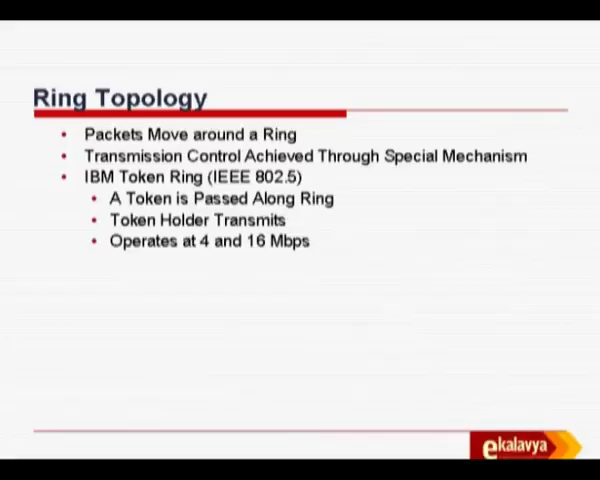 Ring Topology
Packets Move around a Ring
Transmission Control Achieved Through Special Mechanism
IBM Token Ring (IEEE 802.5)
A Token is Passed Along Ring
Token Holder Transmits
Operates at 4 and 16 Mbps
ekalavya